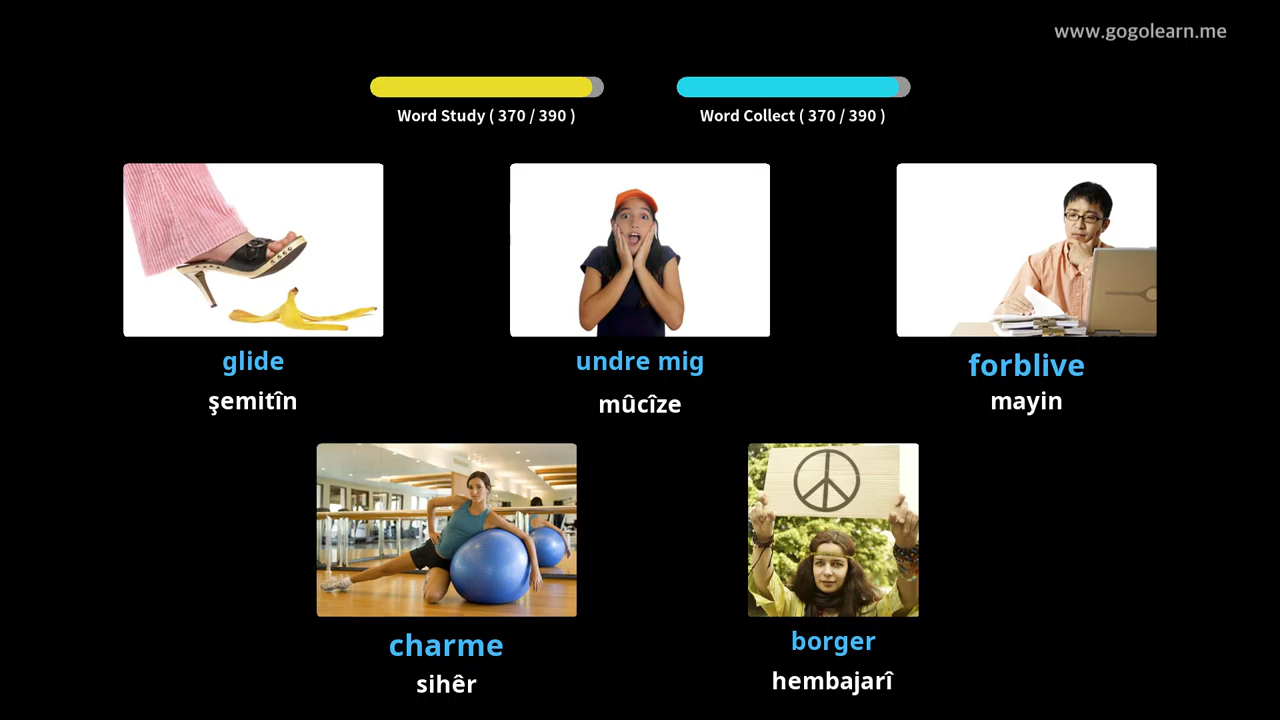 www.gogolearn.me
Word Study ( 370 / 390 )
Word Collect ( 370 / 390 )
glide
undre mig
forblive
şemitîn
mûcîze
mayin
charme
borger
sihêr
hembajarî